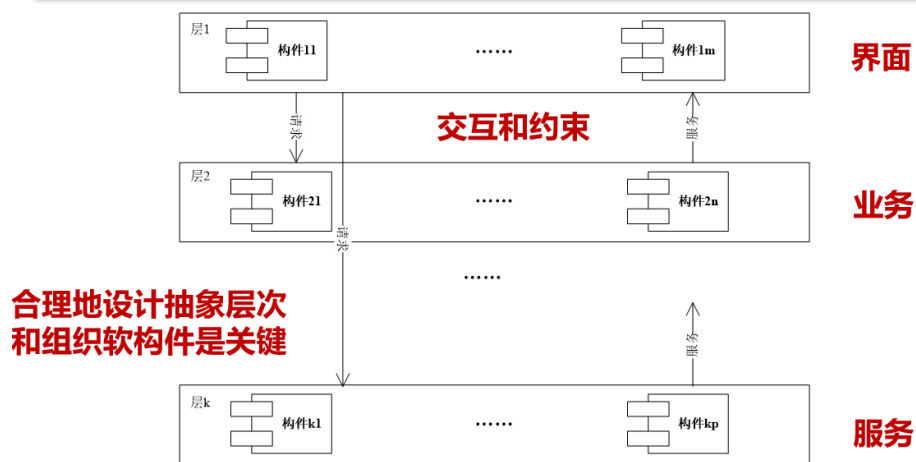 层1
构件11
……
构件1m
界面
请求
交互和约束
服务
层2
构件21
……
构件2n
业务
请求
……
合理地设计抽象层次
和组织软构件是关键
服务
层k
构件k1
……
构件kp
服务